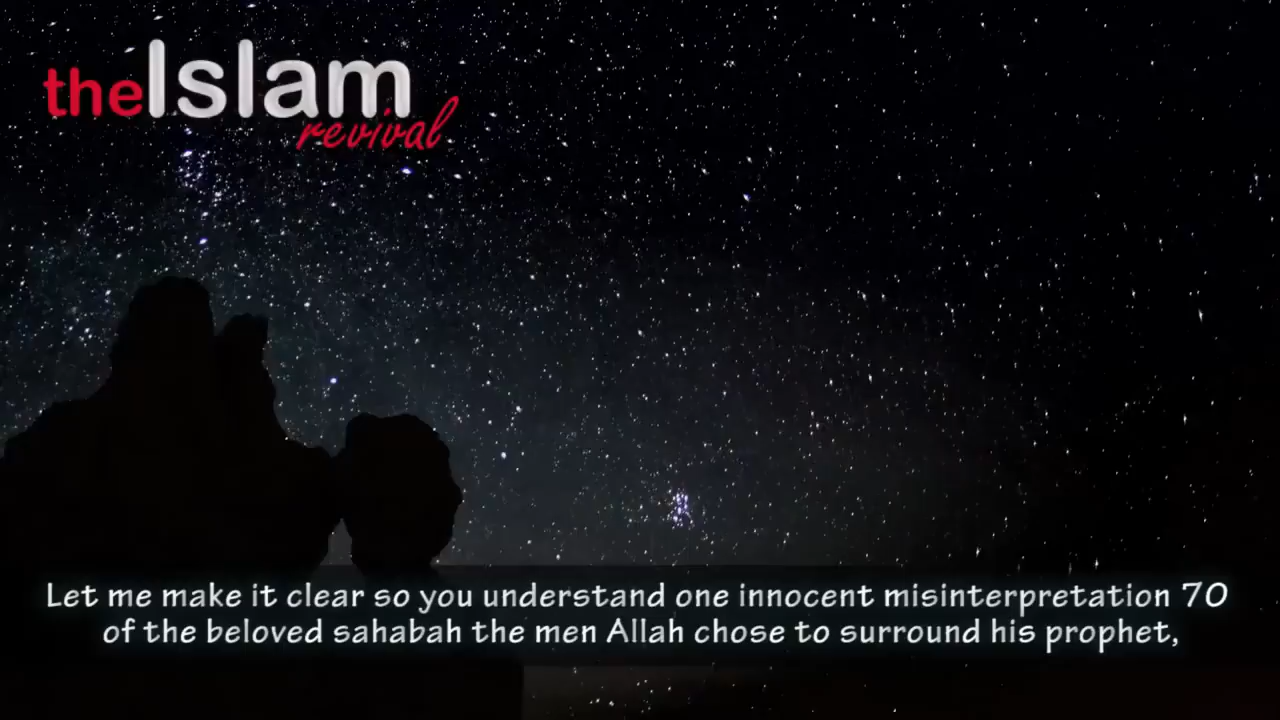 theIslam
revival
Let me make it clear so you understand one innocent misinterpretation 70
of the beloved sahabah the men Allah chose to surround his prophet,